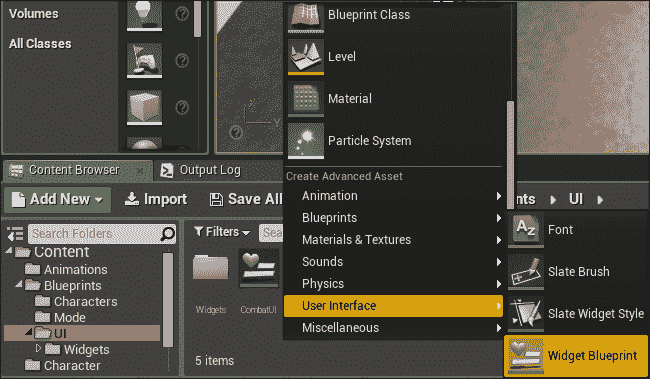 Volumes
All Classes
Blueprint Class
Level
Material
Particle System
Create Advanced Asset
Animation
Blueprints
Materials & Textures
Sounds
Physics
User Interface
Miscellaneous
Font
Slate Brush
Slate Widget Style
Widget Blueprint
Content Browser
Output Log
Add New
Import
Save All
UI
Search Folders
Filters
Content
Animations
Blueprints
Characters
Mode
UI
Widgets
Character
Widgets
CombatUI
5 items